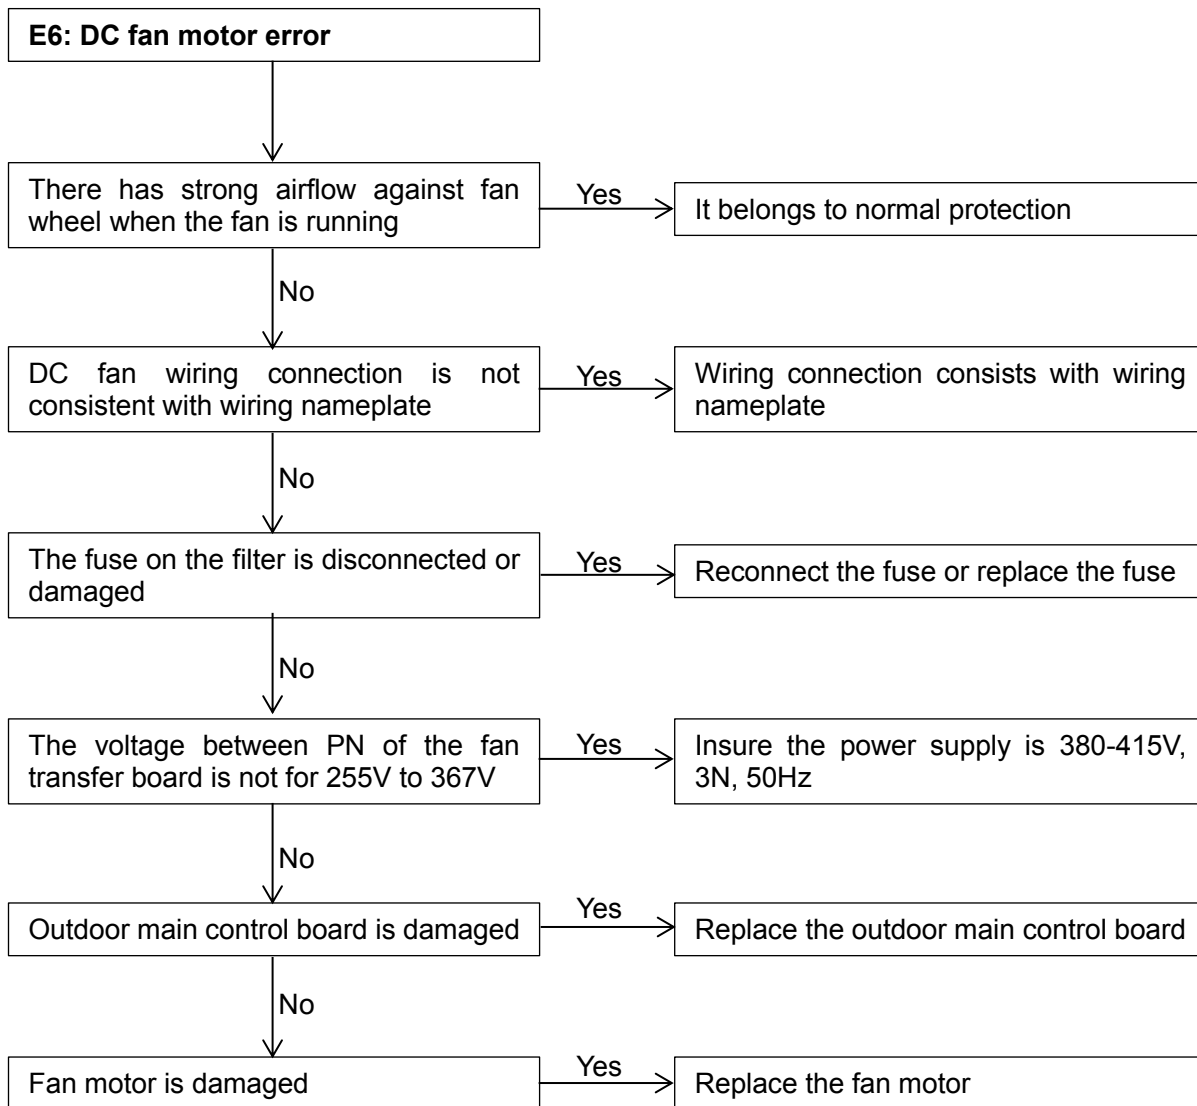 E6: DC fan motor error
There has strong airflow against fan
wheel when the fan is running
Yes
It belongs to normal protection
No
DC fan wiring connection is not
consistent with wiring nameplate
Yes
Wiring connection consists with wiring
nameplate
No
The fuse on the filter is disconnected or
damaged
Yes
Reconnect the fuse or replace the fuse
No
The voltage between PN of the fan
transfer board is not for 255V to 367V
Yes
Insure the power supply is 380-415V,
3N, 50Hz
No
Outdoor main control board is damaged
Yes
Replace the outdoor main control board
No
Fan motor is damaged
Yes
Replace the fan motor